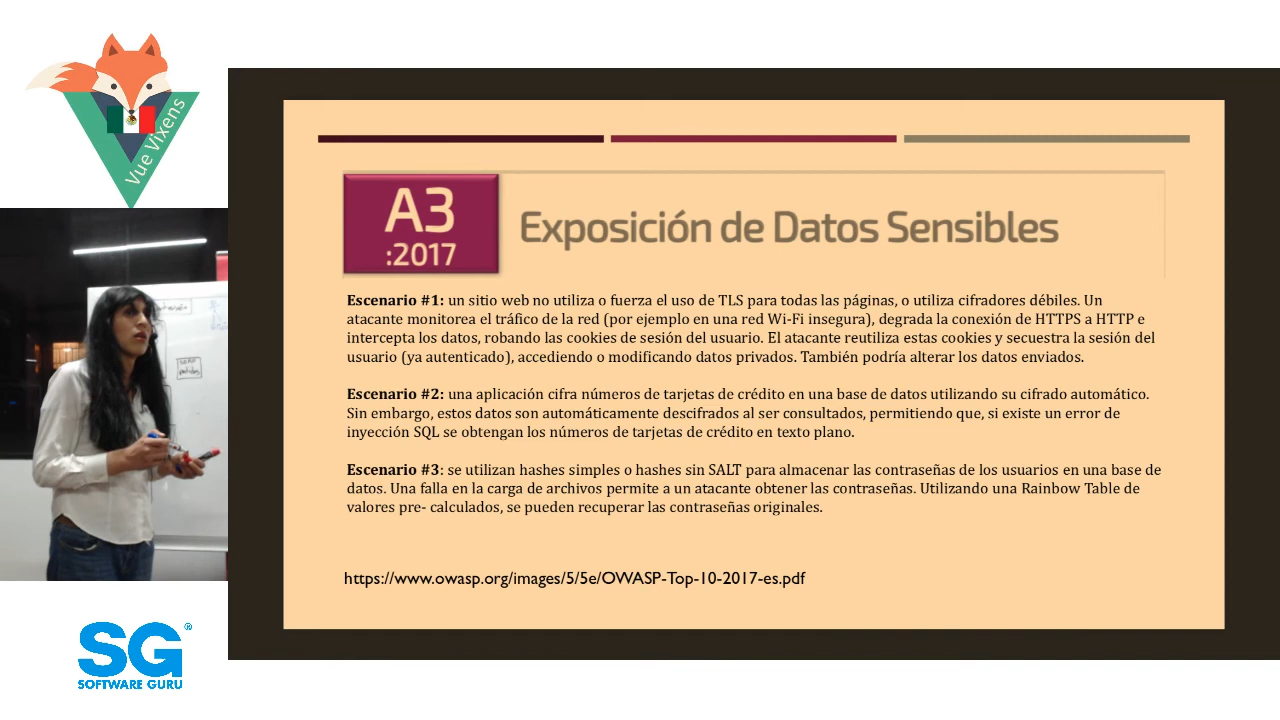 Vue Vixens
A3
:2017
Exposición de Datos Sensibles
Escenario #1: un sitio web no utiliza o fuerza el uso de TLS para todas las páginas, o utiliza cifradores débiles. Un
atacante monitorea el tráfico de la red (por ejemplo en una red Wi-Fi insegura), degrada la conexión de HTTPS a HTTP e
intercepta los datos, robando las cookies de sesión del usuario. El atacante reutiliza estas cookies y secuestra la sesión del
usuario (ya autenticado), accediendo o modificando datos privados. También podría alterar los datos enviados.
Escenario #2: una aplicación cifra números de tarjetas de crédito en una base de datos utilizando su cifrado automático.
Sin embargo, estos datos son automáticamente descifrados al ser consultados, permitiendo que, si existe un error de
inyección SQL se obtengan los números de tarjetas de crédito en texto plano.
Escenario #3: se utilizan hashes simples o hashes sin SALT para almacenar las contraseñas de los usuarios en una base de
datos. Una falla en la carga de archivos permite a un atacante obtener las contraseñas. Utilizando una Rainbow Table de
valores pre- calculados, se pueden recuperar las contraseñas originales.
https://www.owasp.org/images/5/5e/OWASP-Top-10-2017-es.pdf
SG®
SOFTWARE GURU